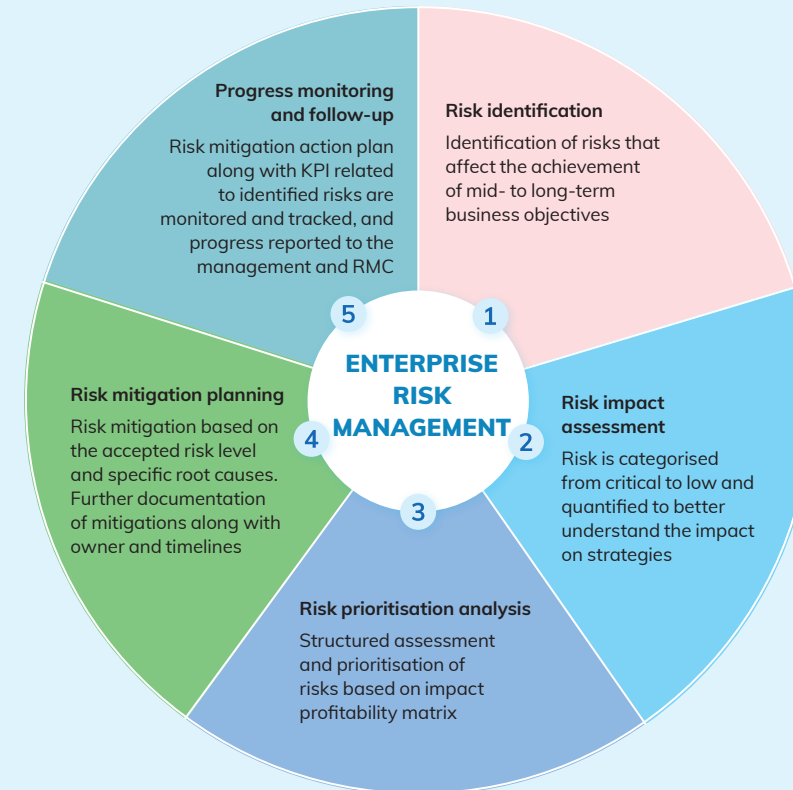 ENTERPRISE
RISK
MANAGEMENT
1
Risk identification
Identification of risks that
affect the achievement
of mid- to long-term
business objectives
2
Risk impact
assessment
Risk is categorised
from critical to low and
quantified to better
understand the impact
on strategies
3
Risk prioritisation analysis
Structured assessment
and prioritisation of
risks based on impact
profitability matrix
4
Risk mitigation planning
Risk mitigation based on
the accepted risk level
and specific root causes.
Further documentation
of mitigations along with
owner and timelines
5
Progress monitoring
and follow-up
Risk mitigation action plan
along with KPI related
to identified risks are
monitored and tracked, and
progress reported to the
management and RMC